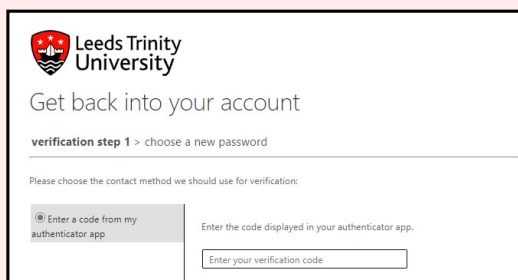 Leeds Trinity
University
Get back into your account
verification step 1 > choose a new password
Please choose the contact method we should use for verification:
Enter a code from my
authenticator app
Enter the code displayed in your authenticator app.
Enter your verification code